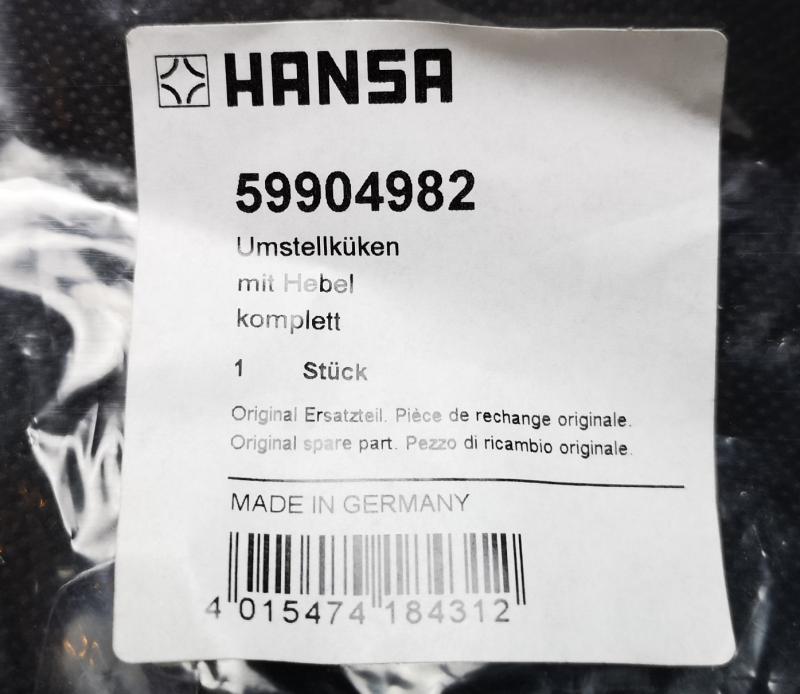 HANSA
59904982
Umstellküken
mit Hebel
komplett
1 Stück
Original Ersatzteil. Pièce de rechange originale.
Original spare part. Pezzo di ricambio originale.
MADE IN GERMANY
4 015474 184312